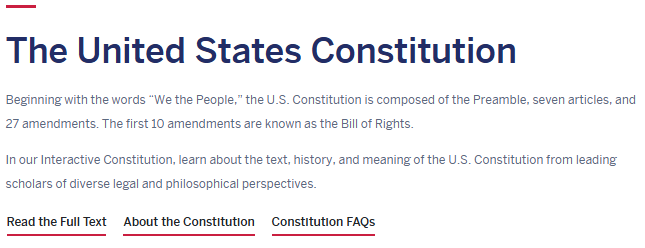 The United States Constitution
Beginning with the words “We the People,” the U.S. Constitution is composed of the Preamble, seven articles, and
27 amendments. The first 10 amendments are known as the Bill of Rights.
In our Interactive Constitution, learn about the text, history, and meaning of the U.S. Constitution from leading
scholars of diverse legal and philosophical perspectives.
Read the Full Text About the Constitution Constitution FAQs